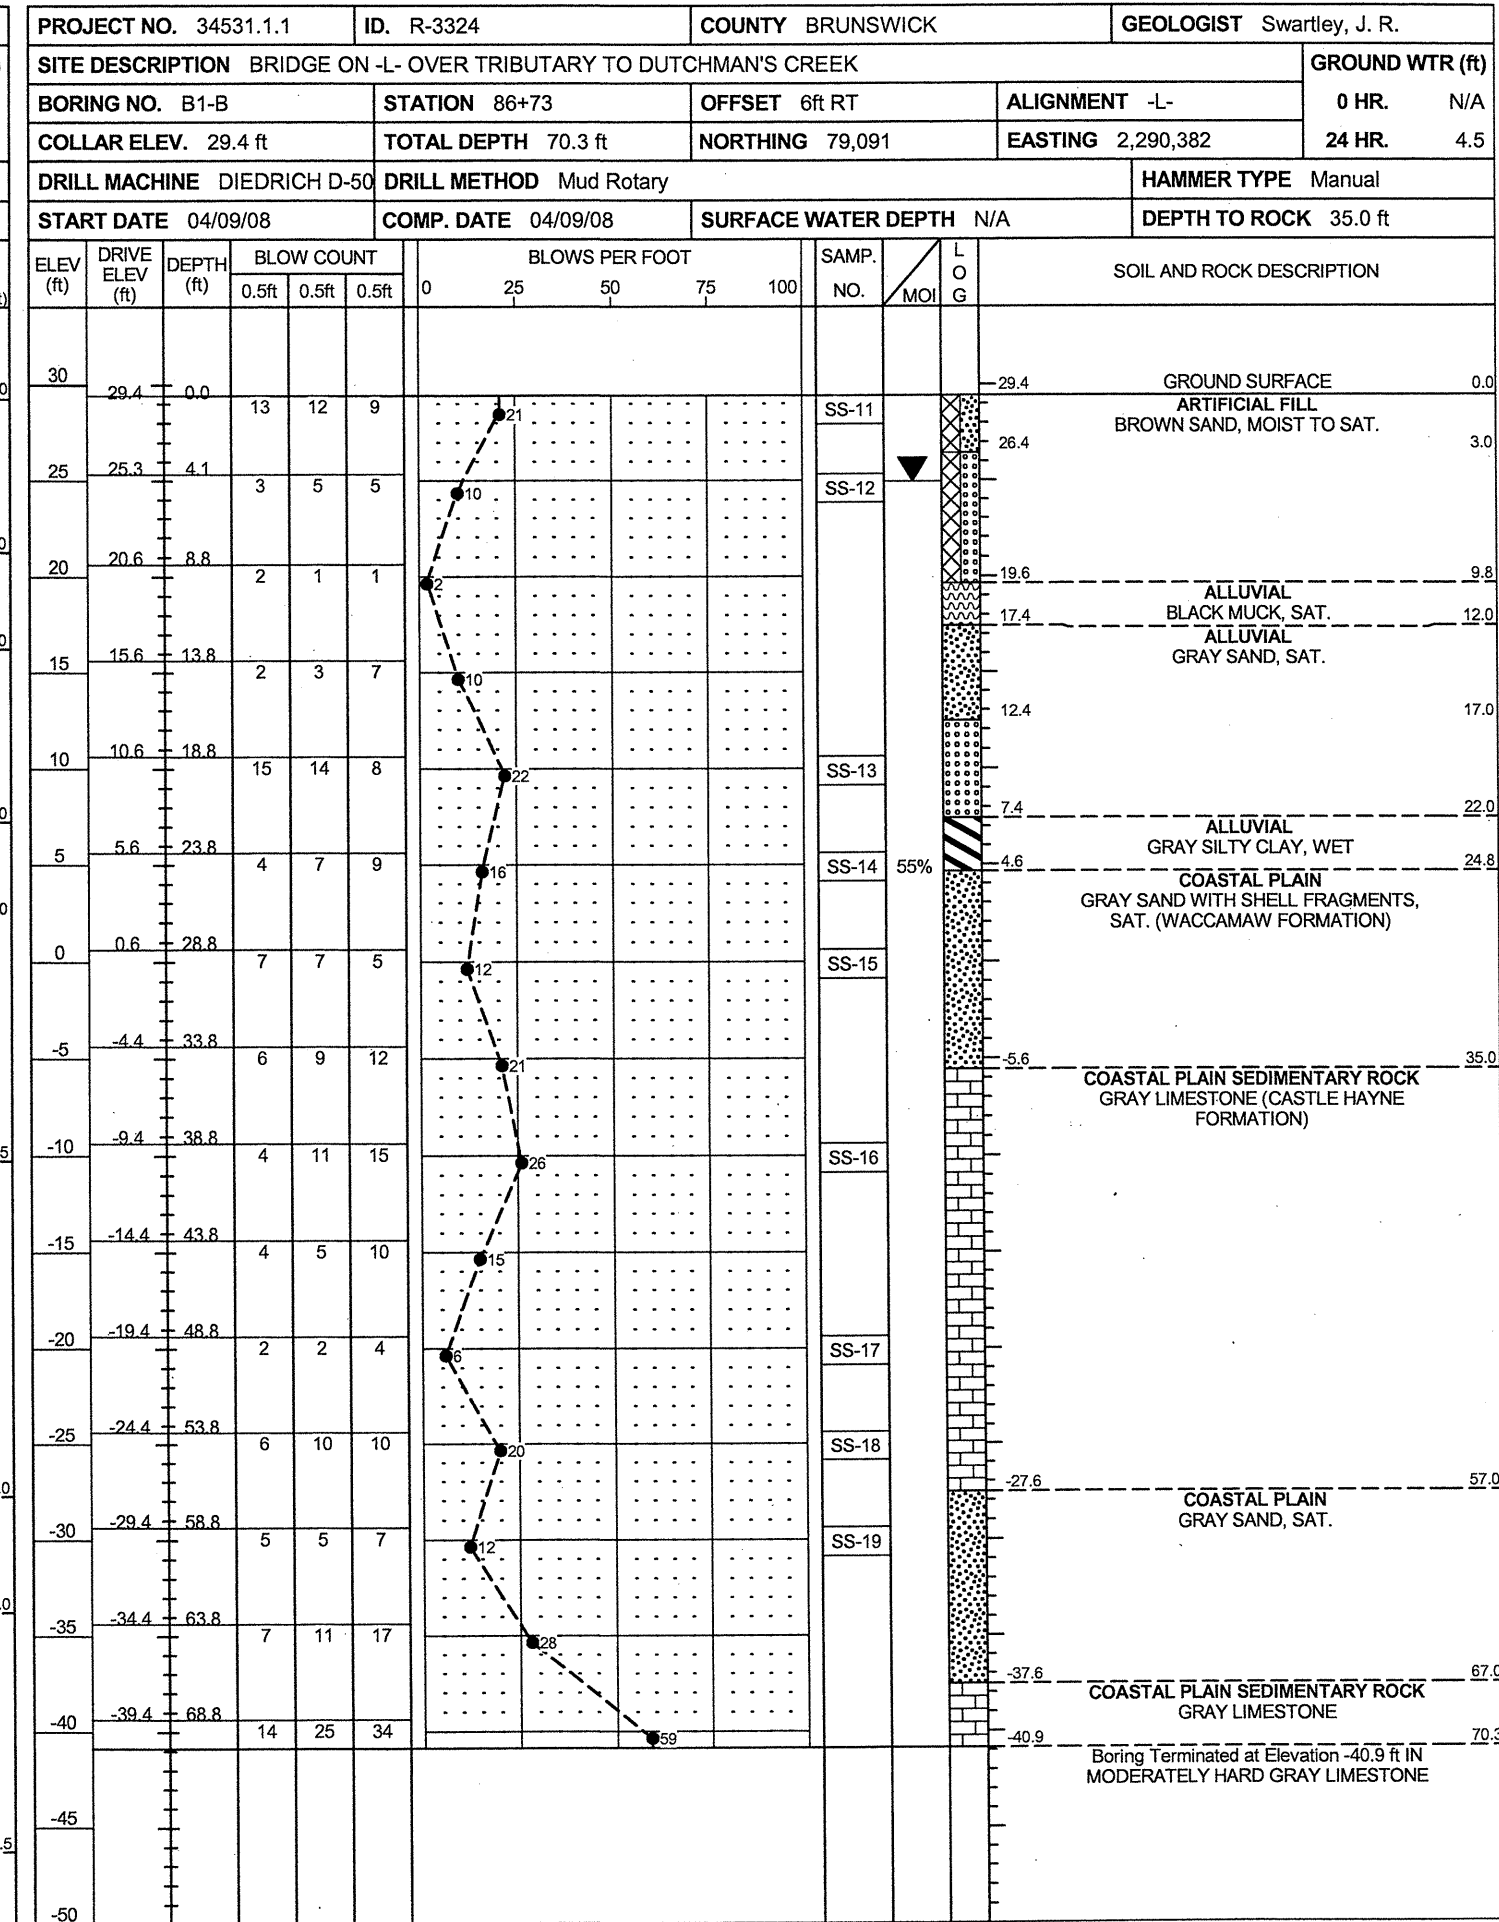 PROJECT NO. 34531.1.1 ID. R-3324 COUNTY BRUNSWICK GEOLOGIST Swartley, J. R.
SITE DESCRIPTION BRIDGE ON -L- OVER TRIBUTARY TO DUTCHMAN'S CREEK GROUND WTR (ft)
BORING NO. B1-B STATION 86+73 OFFSET 6ft RT ALIGNMENT -L- 0 HR. N/A
COLLAR ELEV. 29.4 ft TOTAL DEPTH 70.3 ft NORTHING 79,091 EASTING 2,290,382 24 HR. 4.5
DRILL MACHINE DIEDRICH D-50 DRILL METHOD Mud Rotary HAMMER TYPE Manual
START DATE 04/09/08 COMP. DATE 04/09/08 SURFACE WATER DEPTH N/A DEPTH TO ROCK 35.0 ft
ELEV (ft) DRIVE ELEV (ft) DEPTH (ft) BLOW COUNT BLOWS PER FOOT SAMP. NO. MOI LOG SOIL AND ROCK DESCRIPTION
0.5ft 0.5ft 0.5ft 0 25 50 75 100
30
29.4 0.0 29.4 GROUND SURFACE 0.0
13 12 9 21 SS-11 ARTIFICIAL FILL
BROWN SAND, MOIST TO SAT.
26.4 3.0
25 25.3 4.1
3 5 5 10 SS-12
20 20.6 8.8
2 1 1 2 19.6 9.8
ALLUVIAL
BLACK MUCK, SAT.
17.4 12.0
ALLUVIAL
GRAY SAND, SAT.
15 15.6 13.8
2 3 7 10
12.4 17.0
10 10.6 18.8
15 14 8 22 SS-13
7.4 22.0
ALLUVIAL
GRAY SILTY CLAY, WET
5 5.6 23.8
4 7 9 16 SS-14 55% 4.6 24.8
COASTAL PLAIN
GRAY SAND WITH SHELL FRAGMENTS,
SAT. (WACCAMAW FORMATION)
0 0.6 28.8
7 7 5 12 SS-15
-5 -4.4 33.8
6 9 12 21 -5.6 35.0
COASTAL PLAIN SEDIMENTARY ROCK
GRAY LIMESTONE (CASTLE HAYNE
FORMATION)
-10 -9.4 38.8
4 11 15 26 SS-16
-15 -14.4 43.8
4 5 10 15
-20 -19.4 48.8
2 2 4 6 SS-17
-25 -24.4 53.8
6 10 10 20 SS-18
-27.6 57.0
COASTAL PLAIN
GRAY SAND, SAT.
-30 -29.4 58.8
5 5 7 12 SS-19
-35 -34.4 63.8
7 11 17 28
-37.6 67.0
COASTAL PLAIN SEDIMENTARY ROCK
GRAY LIMESTONE
-40 -39.4 68.8
14 25 34 59 -40.9 70.3
Boring Terminated at Elevation -40.9 ft IN
MODERATELY HARD GRAY LIMESTONE
-45
-50